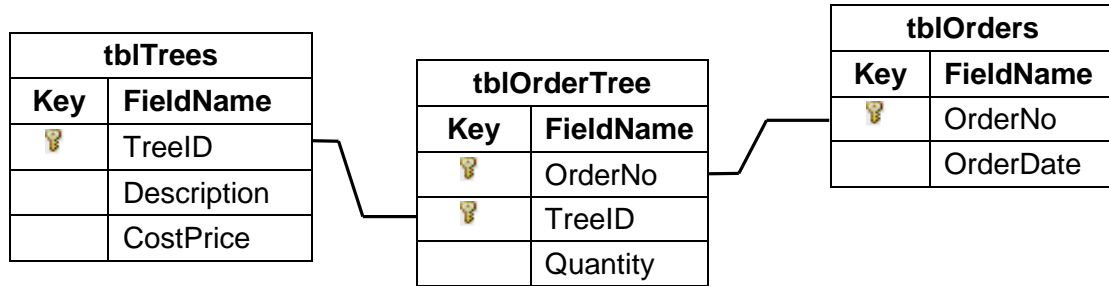 tblTrees
Key FieldName
TreeID
Description
CostPrice
tblOrderTree
Key FieldName
OrderNo
TreeID
Quantity
tblOrders
Key FieldName
OrderNo
OrderDate